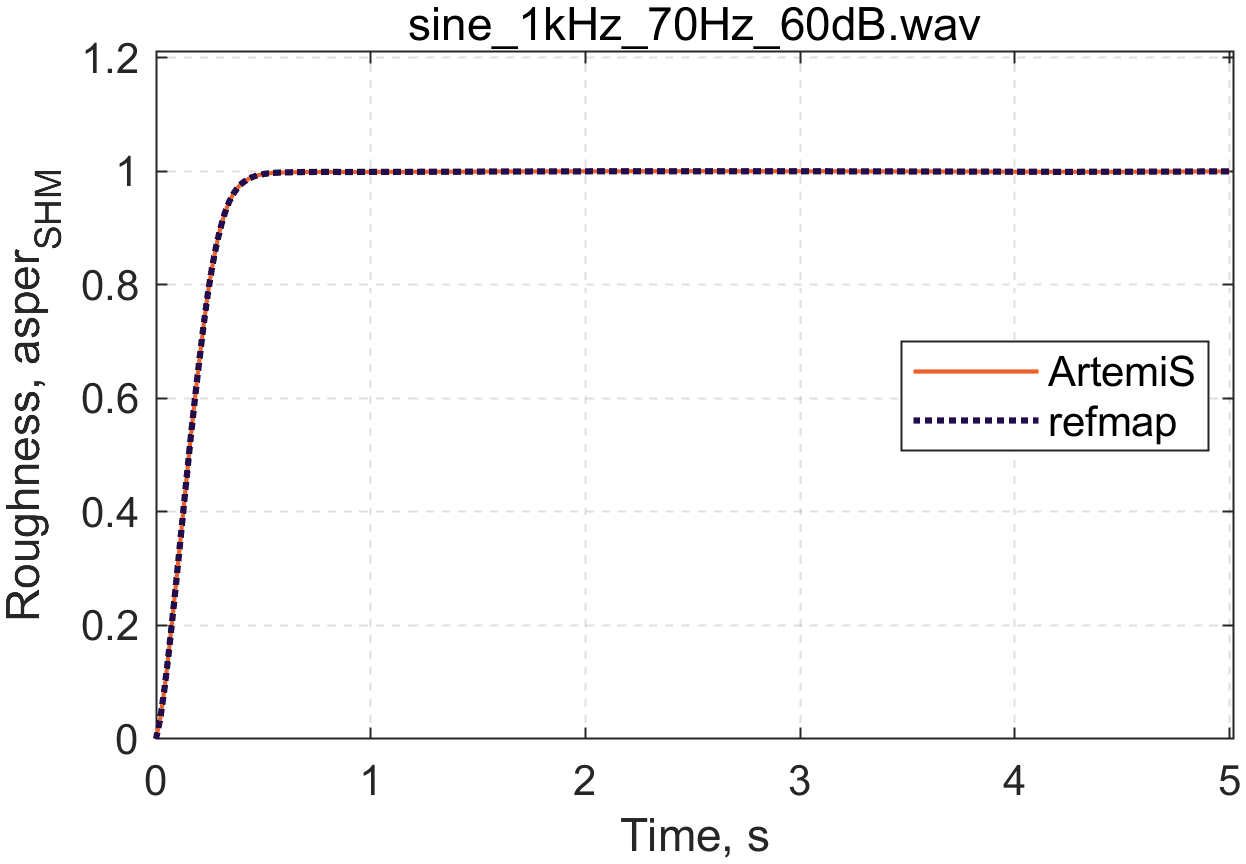 sine_1kHz_70Hz_60dB.wav
1.2
1
0.8
0.6
0.4
0.2
0
Roughness, asper_SHM
ArtemiS
refmap
0 1 2 3 4 5
Time, s